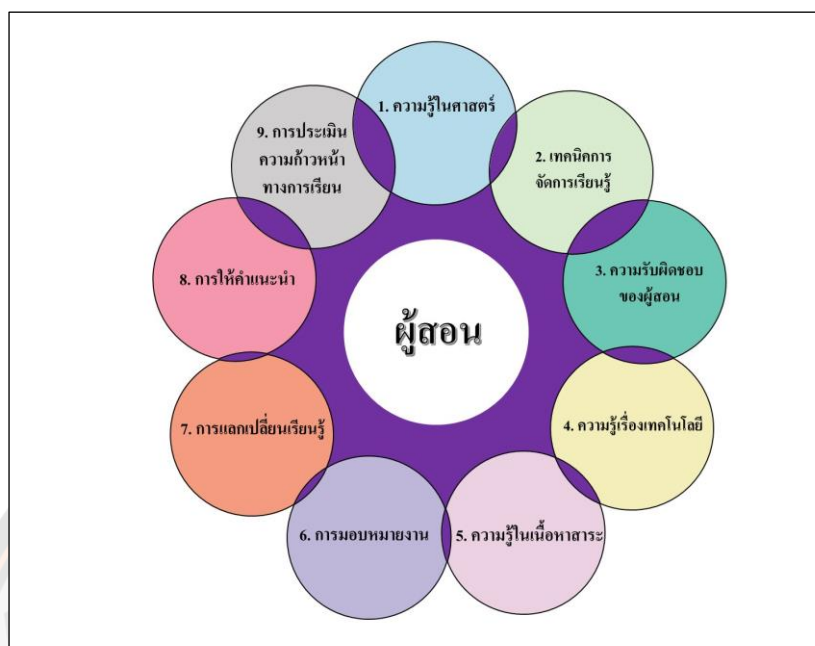 1. ความรู้ในศาสตร์
2. เทคนิคการ
จัดการเรียนรู้
3. ความรับผิดชอบ
ของผู้สอน
4. ความรู้เรื่องเทคโนโลยี
5. ความรู้ในเนื้อหาสาระ
6. การมอบหมายงาน
7. การแลกเปลี่ยนเรียนรู้
8. การให้คำแนะนำ
9. การประเมิน
ความก้าวหน้า
ทางการเรียน
ผู้สอน